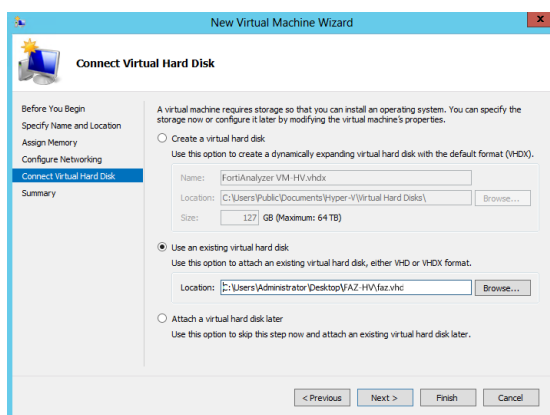 New Virtual Machine Wizard
x
Connect Virtual Hard Disk
Before You Begin
Specify Name and Location
Assign Memory
Configure Networking
Connect Virtual Hard Disk
Summary
A virtual machine requires storage so that you can install an operating system. You can specify the
storage now or configure it later by modifying the virtual machine's properties.
Create a virtual hard disk
Use this option to create a dynamically expanding virtual hard disk with the default format (VHDX).
Name: FortiAnalyzer VM-HV.vhdx
Location: C:\Users\Public\Documents\Hyper-V\Virtual Hard Disks\ Browse...
Size: 127 GB (Maximum: 64 TB)
Use an existing virtual hard disk
Use this option to attach an existing virtual hard disk, either VHD or VHDX format.
Location: C:\Users\Administrator\Desktop\FAZ-HV\faz.vhd Browse...
Attach a virtual hard disk later
Use this option to skip this step now and attach an existing virtual hard disk later.
< Previous Next > Finish Cancel